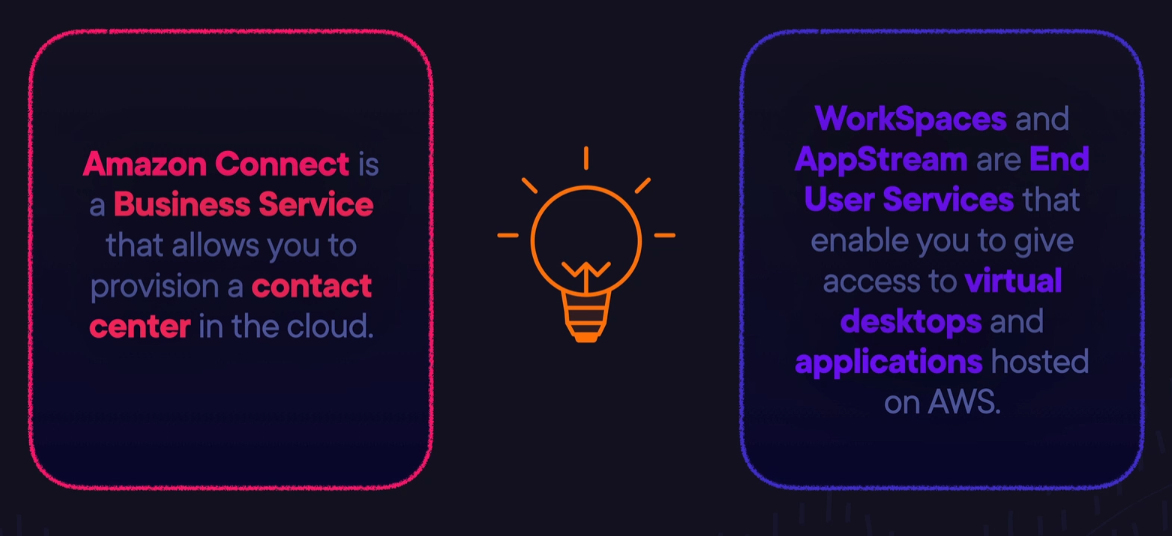 Amazon Connect is
a Business Service
that allows you to
provision a contact
center in the cloud.
WorkSpaces and
AppStream are End
User Services that
enable you to give
access to virtual
desktops and
applications hosted
on AWS.